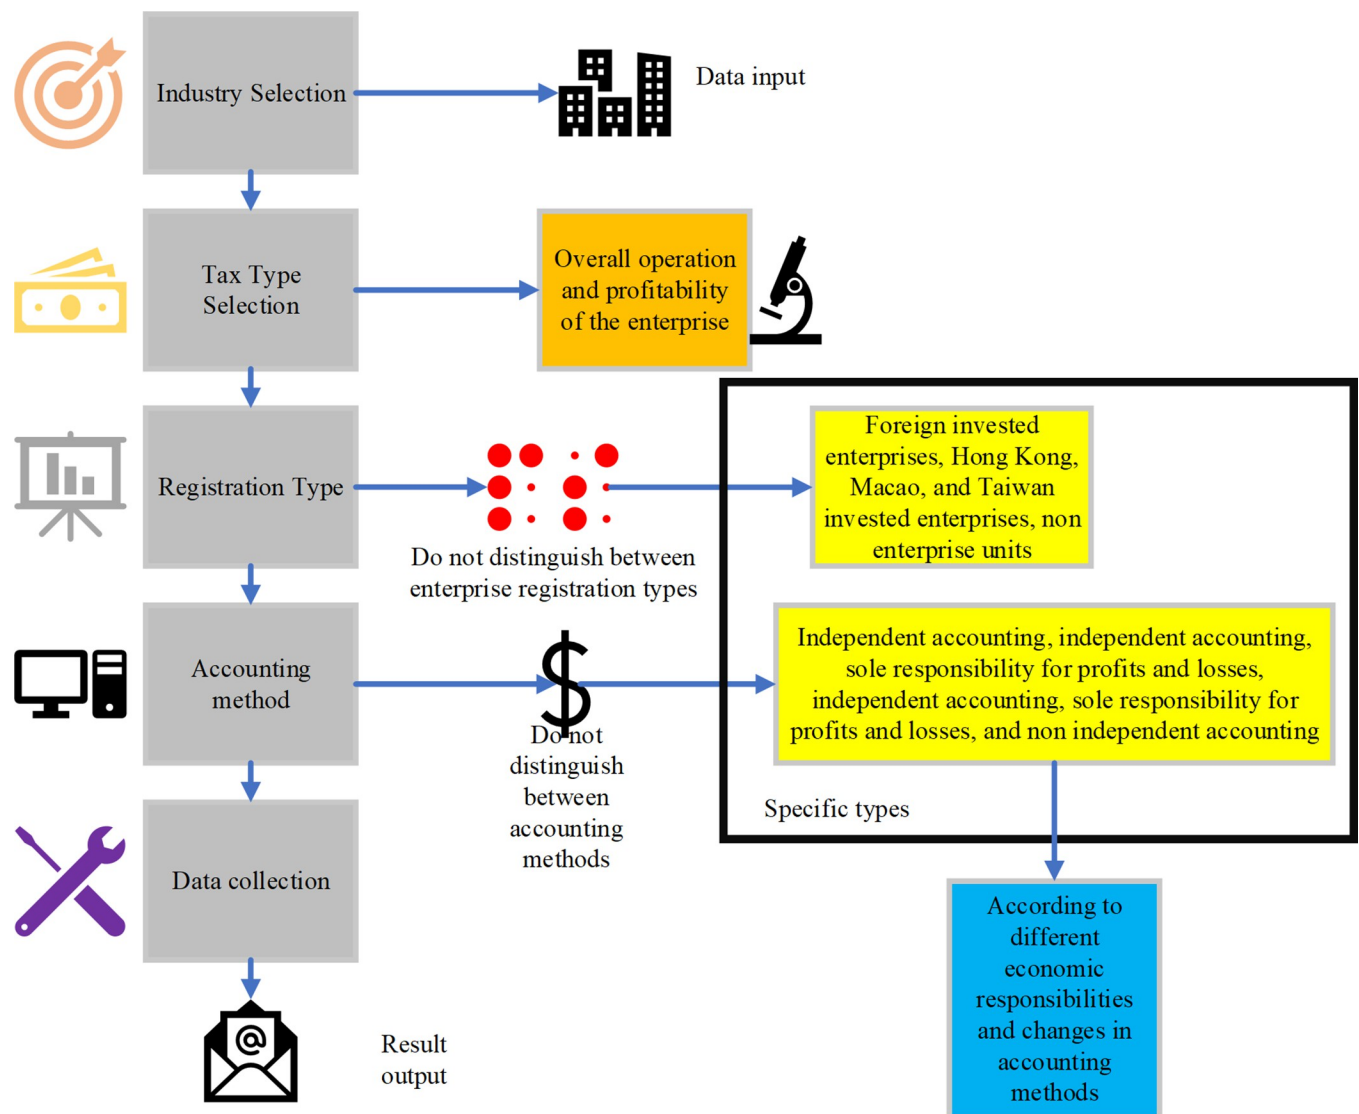 Industry Selection
Data input
Tax Type
Selection
Overall operation
and profitability
of the enterprise
Registration Type
Do not distinguish between
enterprise registration types
Foreign invested
enterprises, Hong Kong,
Macao, and Taiwan
invested enterprises, non
enterprise units
Accounting
method
$
Do not
distinguish
between
accounting
methods
Independent accounting, independent accounting,
sole responsibility for profits and losses,
independent accounting, sole responsibility for
profits and losses, and non independent accounting
Specific types
Data collection
According to
different
economic
responsibilities
and changes in
accounting
methods
@
Result
output